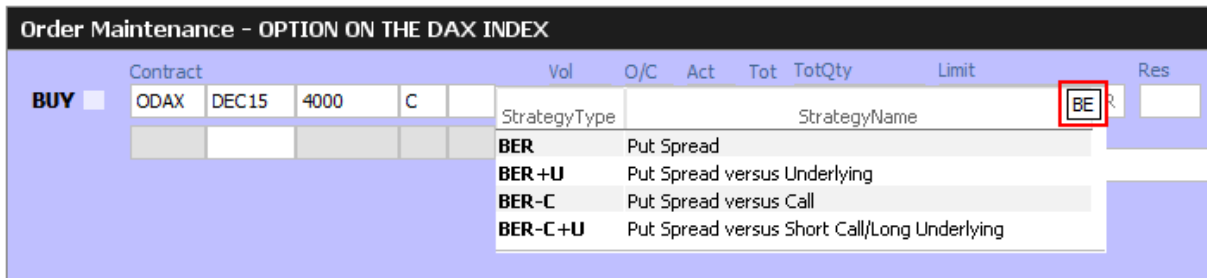 Order Maintenance - OPTION ON THE DAX INDEX
Contract Vol O/C Act Tot TotQty Limit Res
BUY ODAX DEC15 4000 C R
StrategyType StrategyName BE
BER Put Spread
BER+U Put Spread versus Underlying
BER-C Put Spread versus Call
BER-C+U Put Spread versus Short Call/Long Underlying